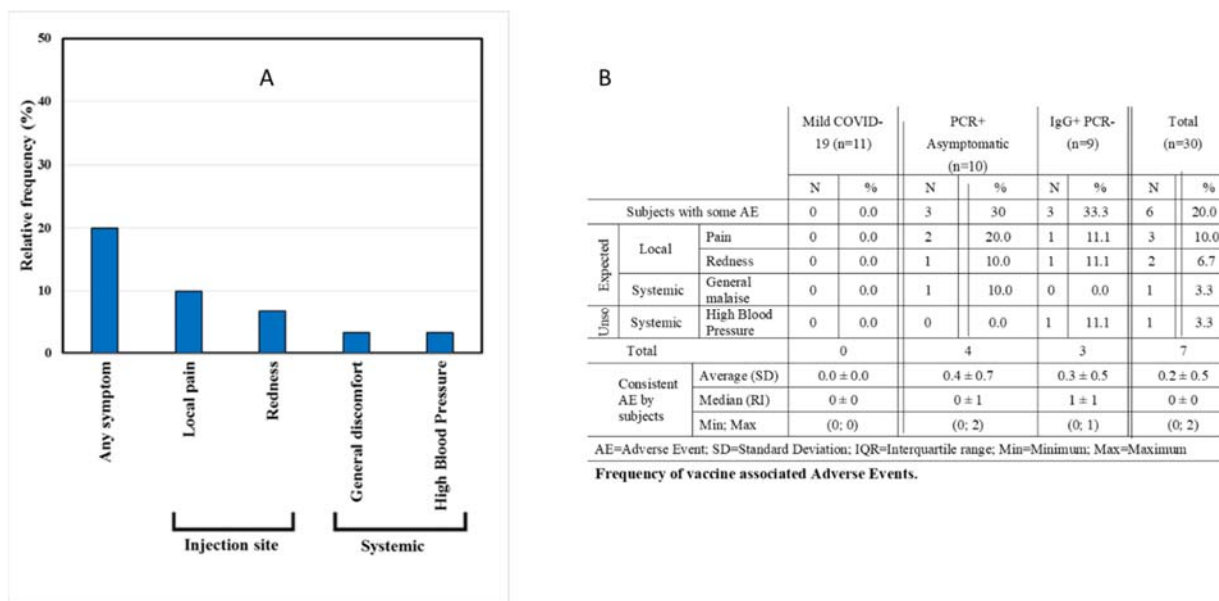 A
50
40
30
20
10
0
Relative frequency (%)
Any symptom
Local pain
Redness
General discomfort
High Blood Pressure
Injection site
Systemic
B
Mild COVID-
19 (n=11)
PCR+
Asymptomatic
(n=10)
IgG+ PCR-
(n=9)
Total
(n=30)
N % N % N % N %
Subjects with some AE 0 0.0 3 30 3 33.3 6 20.0
Expected
Local
Pain 0 0.0 2 20.0 1 11.1 3 10.0
Redness 0 0.0 1 10.0 1 11.1 2 6.7
Systemic
General
malaise
0 0.0 1 10.0 0 0.0 1 3.3
Unso
Systemic
High Blood
Pressure
0 0.0 0 0.0 1 11.1 1 3.3
Total 0 4 3 7
Consistent
AE by
subjects
Average (SD) 0.0 ± 0.0 0.4 ± 0.7 0.3 ± 0.5 0.2 ± 0.5
Median (RI) 0 ± 0 0 ± 1 1 ± 1 0 ± 0
Min; Max (0; 0) (0; 2) (0; 1) (0; 2)
AE=Adverse Event; SD=Standard Deviation; IQR=Interquartile range; Min=Minimum; Max=Maximum
Frequency of vaccine associated Adverse Events.